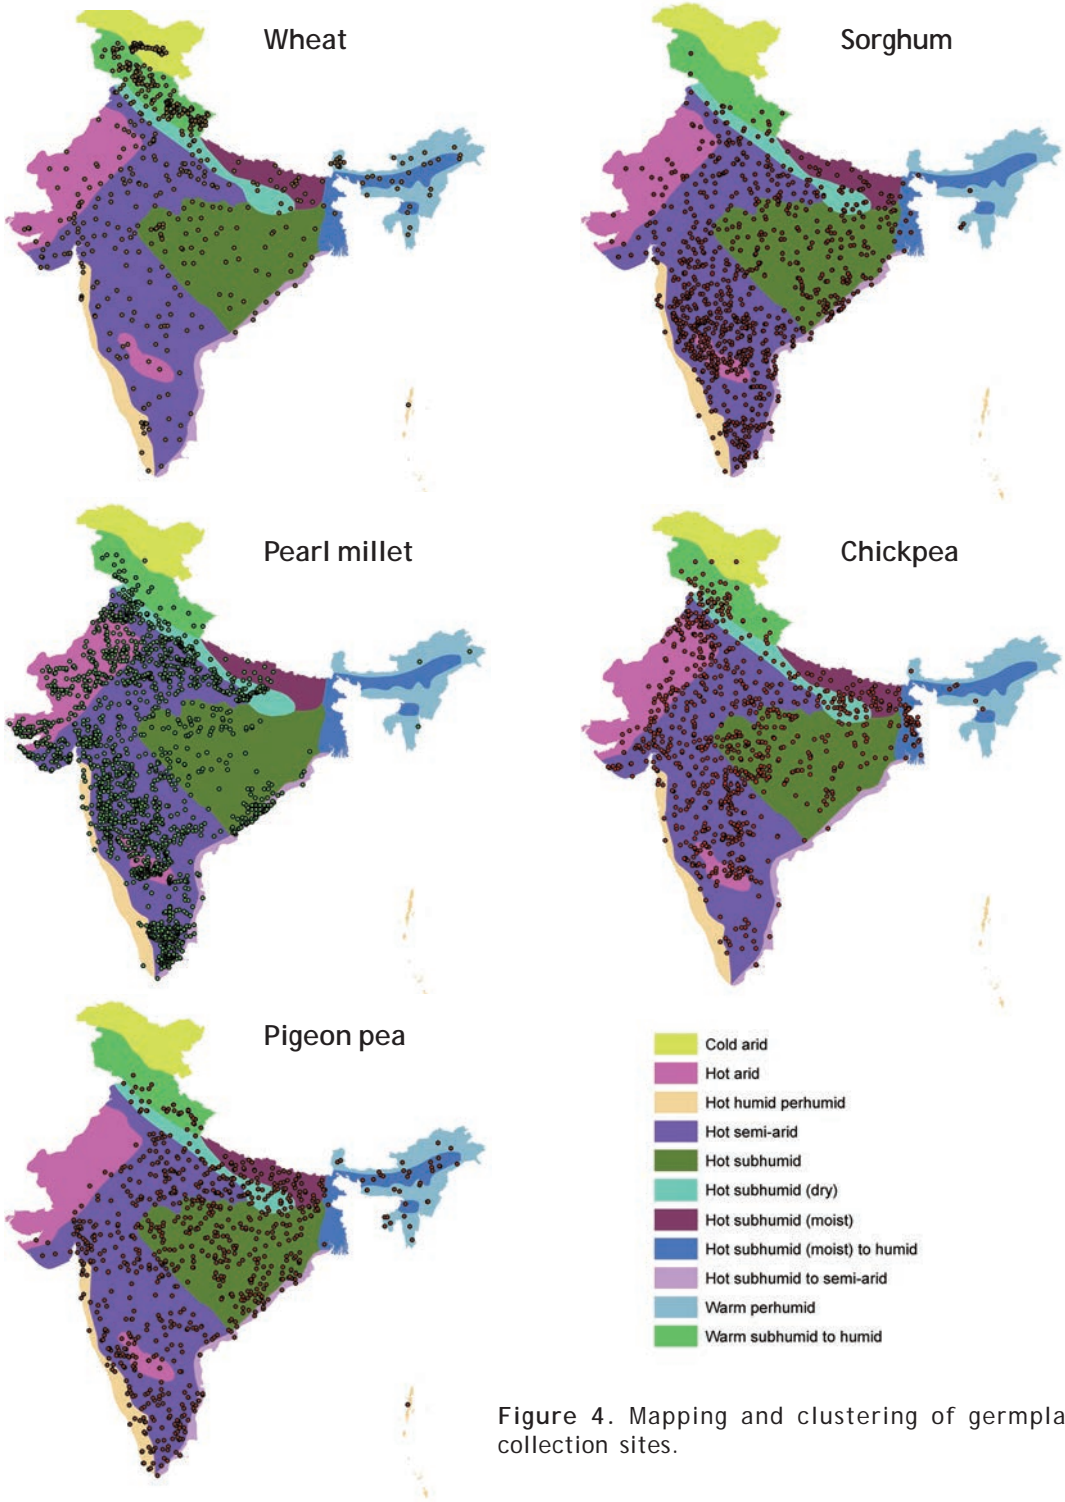 Wheat
Sorghum
Pearl millet
Chickpea
Pigeon pea
Cold arid
Hot arid
Hot humid perhumid
Hot semi-arid
Hot subhumid
Hot subhumid (dry)
Hot subhumid (moist)
Hot subhumid (moist) to humid
Hot subhumid to semi-arid
Warm perhumid
Warm subhumid to humid
Figure 4. Mapping and clustering of germpla
collection sites.